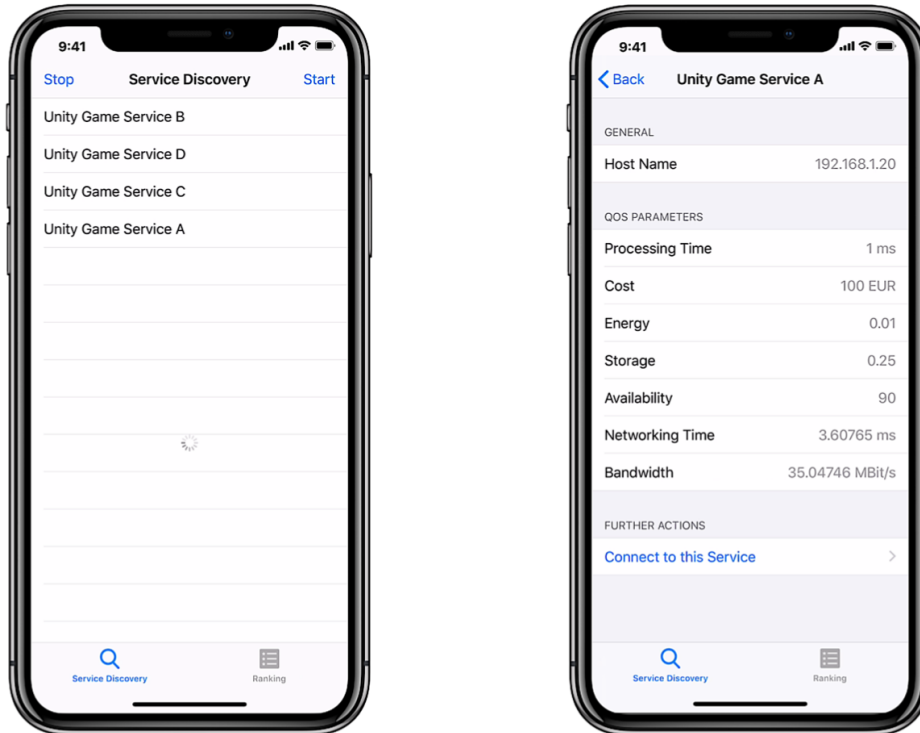 9:41
Stop Service Discovery Start
Unity Game Service B
Unity Game Service D
Unity Game Service C
Unity Game Service A
Service Discovery Ranking
9:41
Back Unity Game Service A
GENERAL
Host Name 192.168.1.20
QOS PARAMETERS
Processing Time 1 ms
Cost 100 EUR
Energy 0.01
Storage 0.25
Availability 90
Networking Time 3.60765 ms
Bandwidth 35.04746 MBit/s
FURTHER ACTIONS
Connect to this Service
Service Discovery Ranking